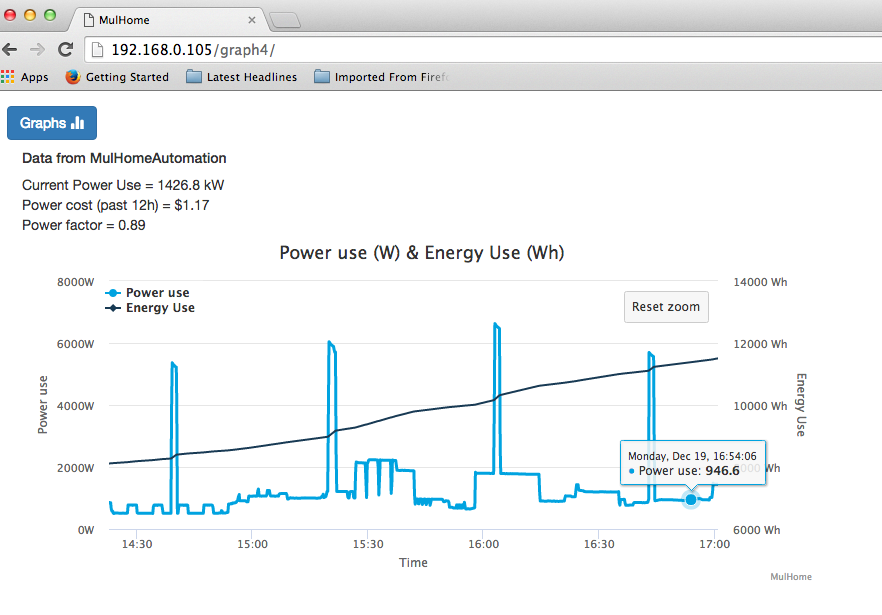 MulHome
192.168.0.105/graph4/
Apps Getting Started Latest Headlines Imported From
Graphs
Data from MulHomeAutomation
Current Power Use = 1426.8 kW
Power cost (past 12h) = $1.17
Power factor = 0.89
Power use (W) & Energy Use (Wh)
8000W 14000 Wh
Power use
Energy Use
Reset zoom
6000W 12000 Wh
Power use
Energy Use
4000W 10000 Wh
Monday, Dec 19, 16:54:06
Power use: 946.6
2000W
0W 6000 Wh
14:30 15:00 15:30 16:00 16:30 17:00
Time
MulHome